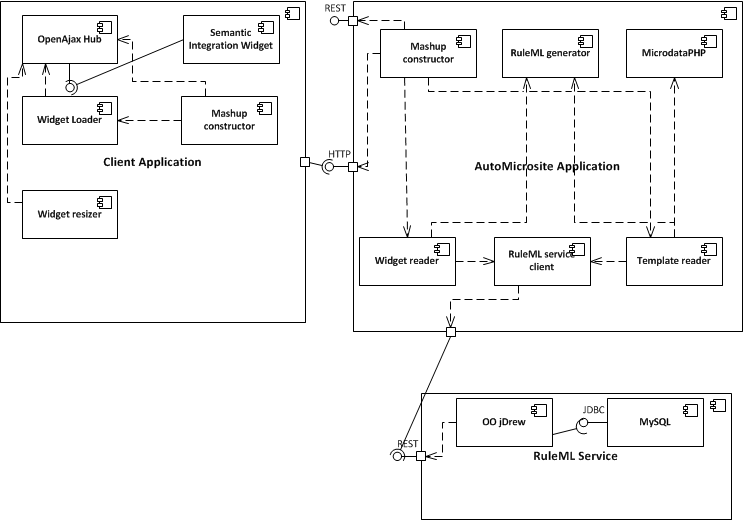 OpenAjax Hub
Semantic
Integration Widget
Widget Loader
Mashup
constructor
Client Application
Widget resizer
REST
HTTP
Mashup
constructor
RuleML generator
MicrodataPHP
AutoMicrosite Application
Widget reader
RuleML service
client
Template reader
REST
OO jDrew
JDBC
MySQL
RuleML Service